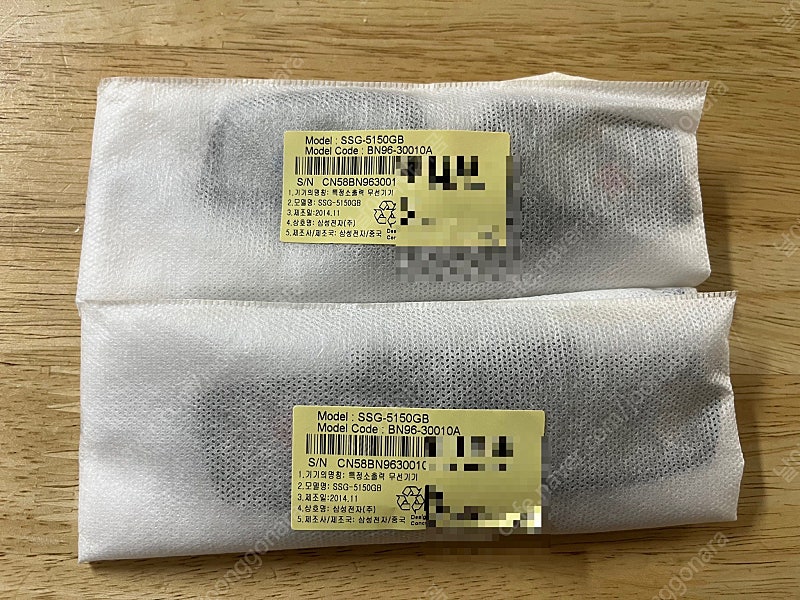 Model : SSG-5150GB
Model Code : BN96-30010A
S/N CN58BN963001
1.기기의명칭: 특정소출력 무선기기
2.모델명: SSG-5150GB
3.제조일:2014.11
4.상호명: 삼성전자(주)
5.제조사/제조국: 삼성전자/중국
Model : SSG-5150GB
Model Code : BN96-30010A
S/N CN58BN9630010
1.기기의명칭: 특정소출력 무선기기
2.모델명: SSG-5150GB
3.제조일:2014.11
4.상호명: 삼성전자(주)
5.제조사/제조국: 삼성전자/중국